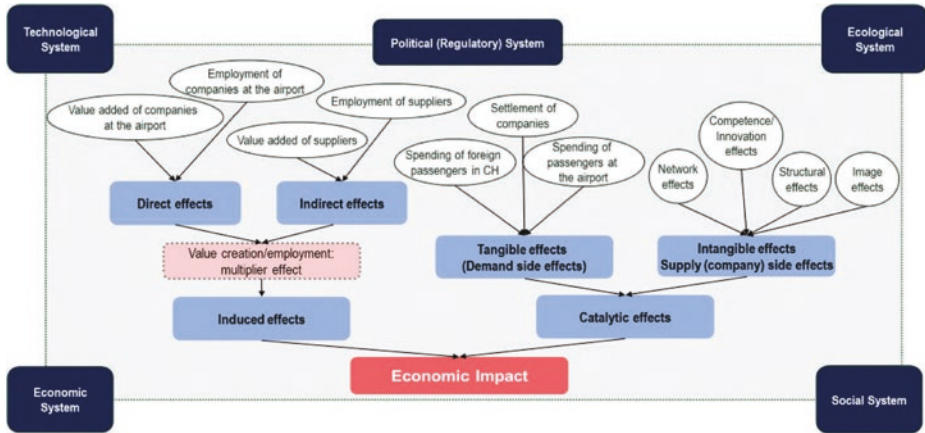 Technological
System
Political (Regulatory) System
Ecological
System
Employment of
companies at the airport
Value added of companies
at the airport
Employment of suppliers
Value added of suppliers
Settlement of
companies
Spending of foreign
passengers in CH
Spending of
passengers at
the airport
Competence/
Innovation
effects
Network
effects
Structural
effects
Image
effects
Direct effects
Indirect effects
Value creation/employment:
multiplier effect
Tangible effects
(Demand side effects)
Intangible effects
Supply (company) side effects
Induced effects
Catalytic effects
Economic Impact
Economic
System
Social System